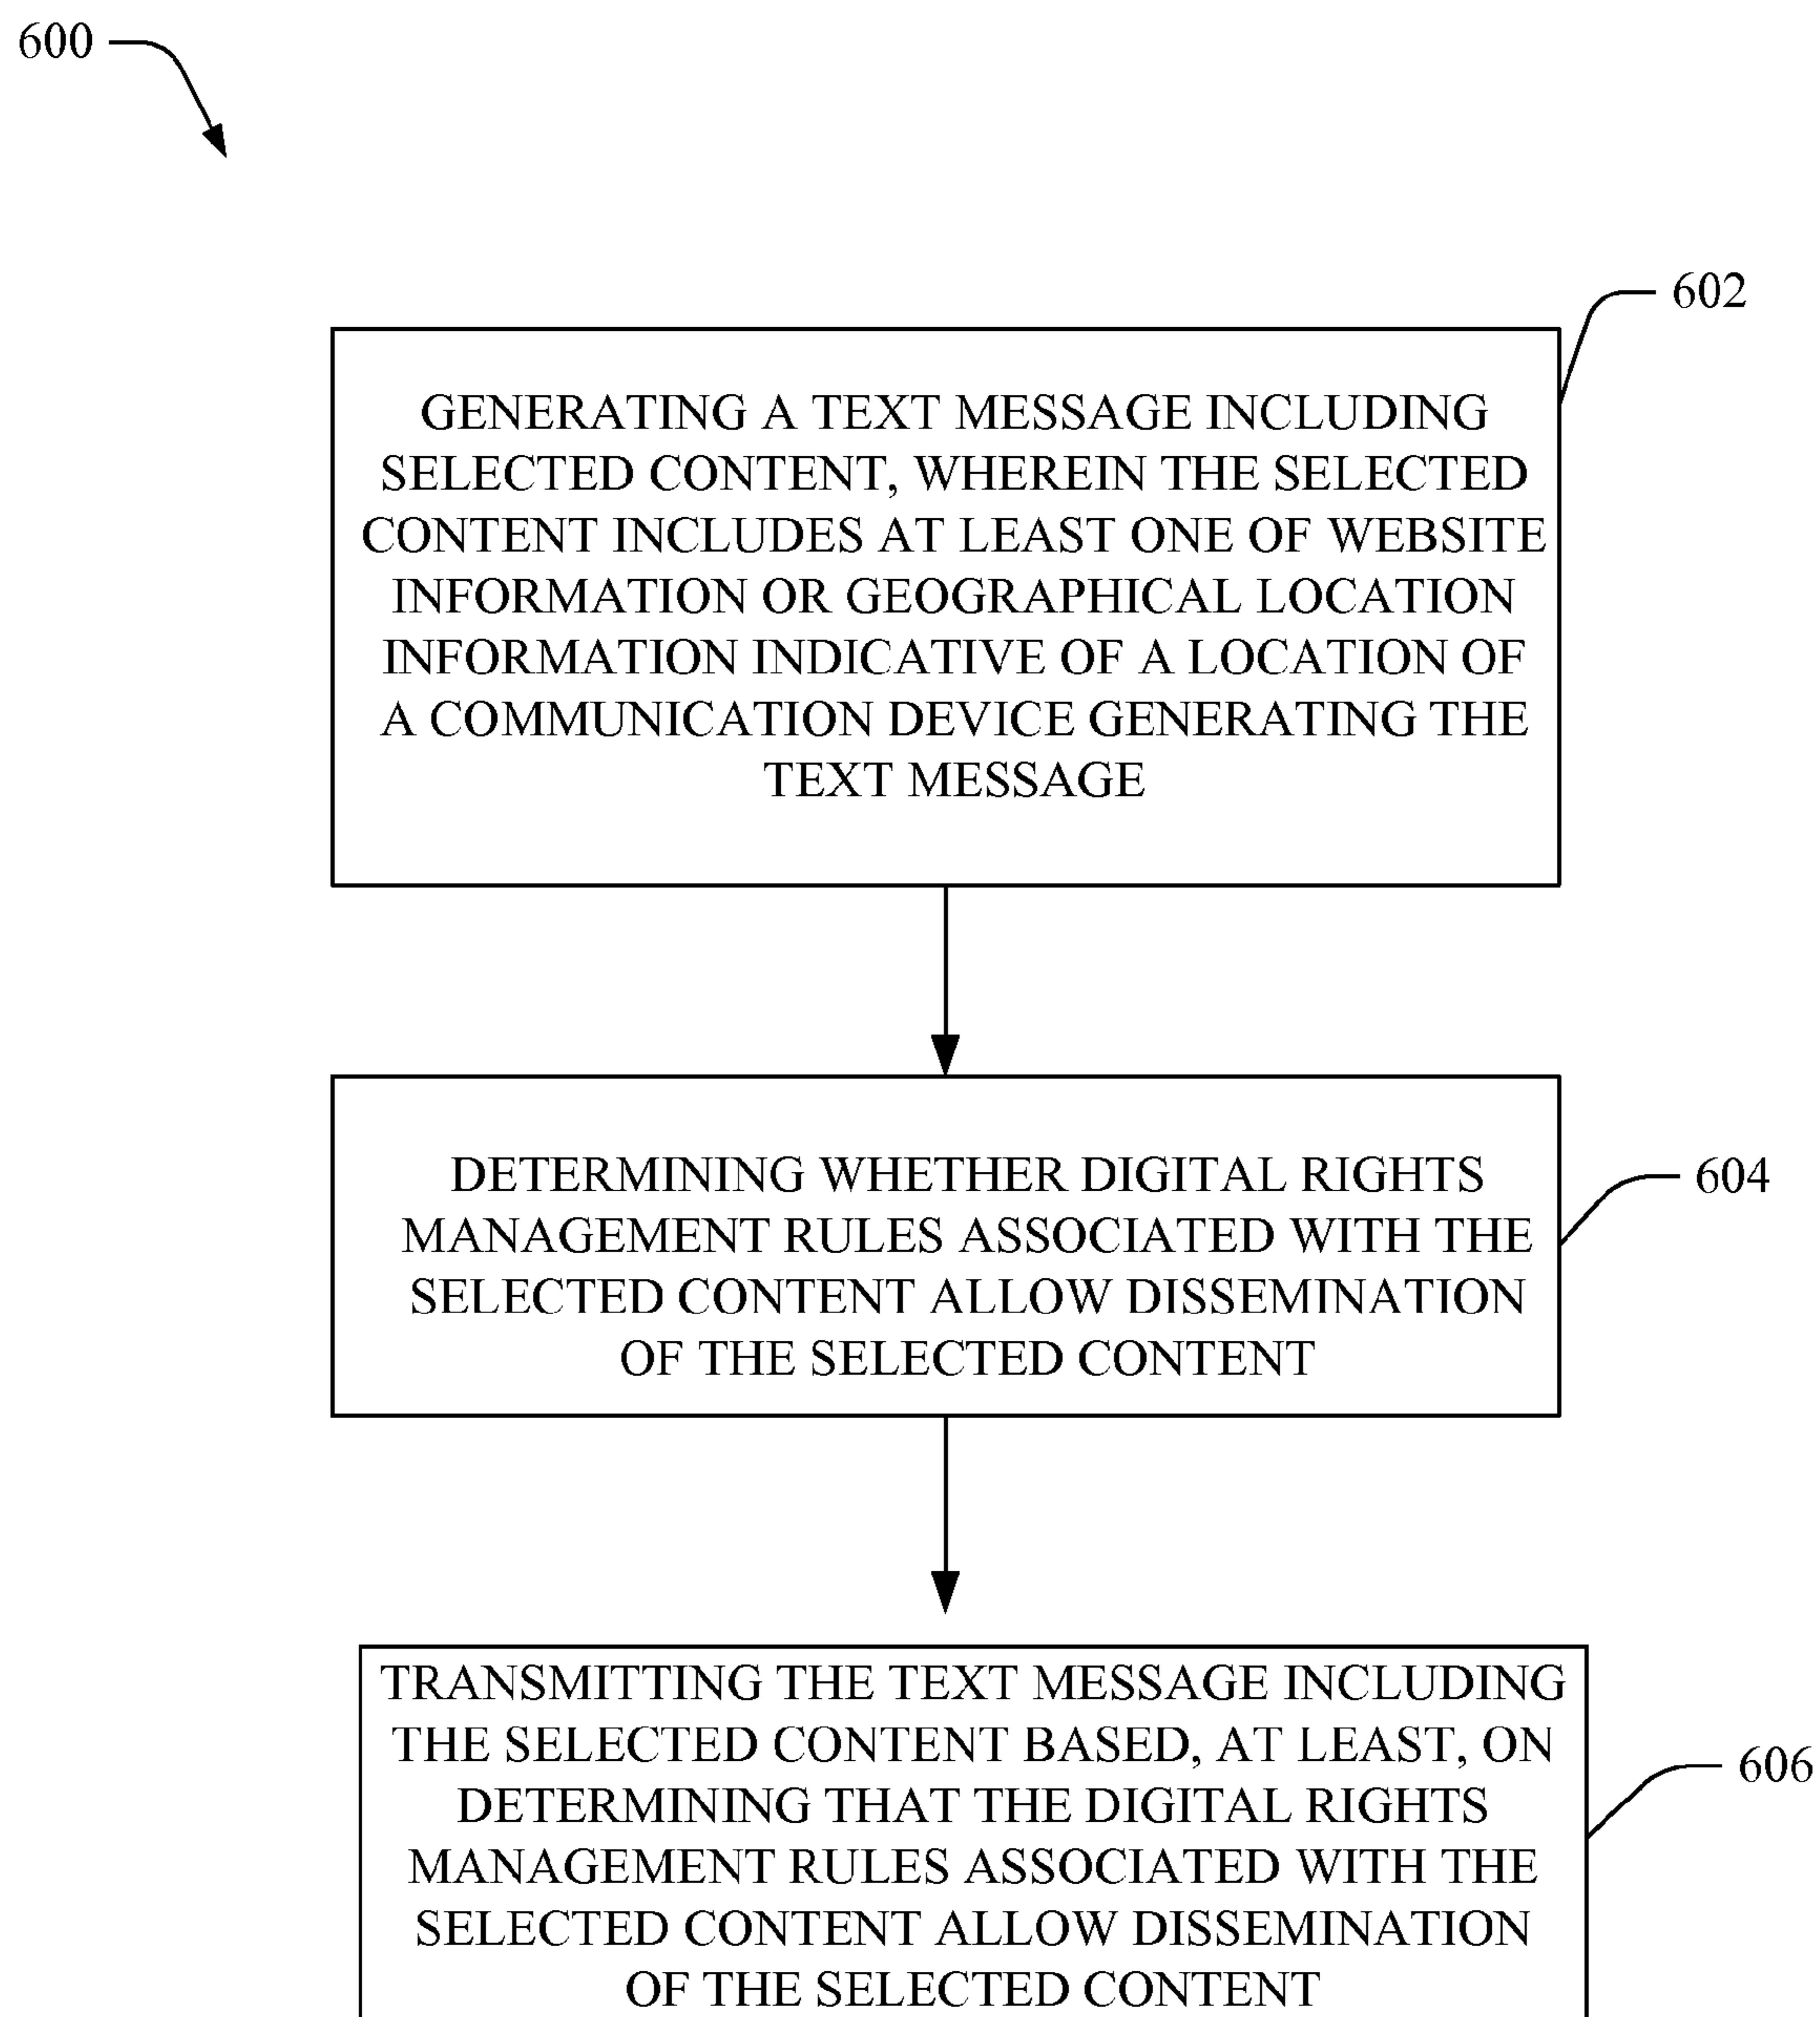 600
602
GENERATING A TEXT MESSAGE INCLUDING
SELECTED CONTENT, WHEREIN THE SELECTED
CONTENT INCLUDES AT LEAST ONE OF WEBSITE
INFORMATION OR GEOGRAPHICAL LOCATION
INFORMATION INDICATIVE OF A LOCATION OF
A COMMUNICATION DEVICE GENERATING THE
TEXT MESSAGE
604
DETERMINING WHETHER DIGITAL RIGHTS
MANAGEMENT RULES ASSOCIATED WITH THE
SELECTED CONTENT ALLOW DISSEMINATION
OF THE SELECTED CONTENT
606
TRANSMITTING THE TEXT MESSAGE INCLUDING
THE SELECTED CONTENT BASED, AT LEAST, ON
DETERMINING THAT THE DIGITAL RIGHTS
MANAGEMENT RULES ASSOCIATED WITH THE
SELECTED CONTENT ALLOW DISSEMINATION
OF THE SELECTED CONTENT